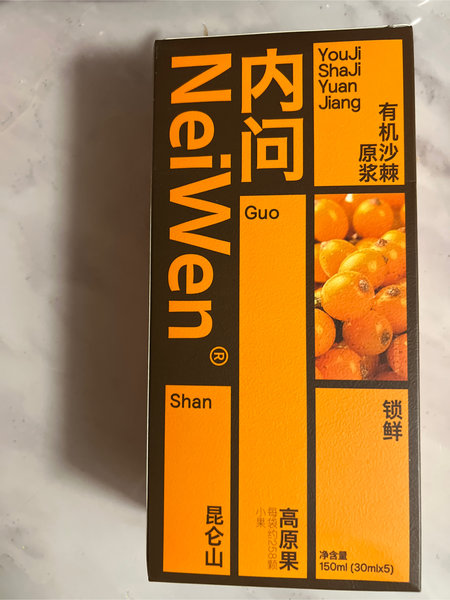 内问
NeiWen®
YouJi
ShaJi
Yuan
Jiang
有机沙棘
原浆
Guo
Shan
锁鲜
昆仑山
高原果
每袋约258颗
小果
净含量
150ml (30mlx5)